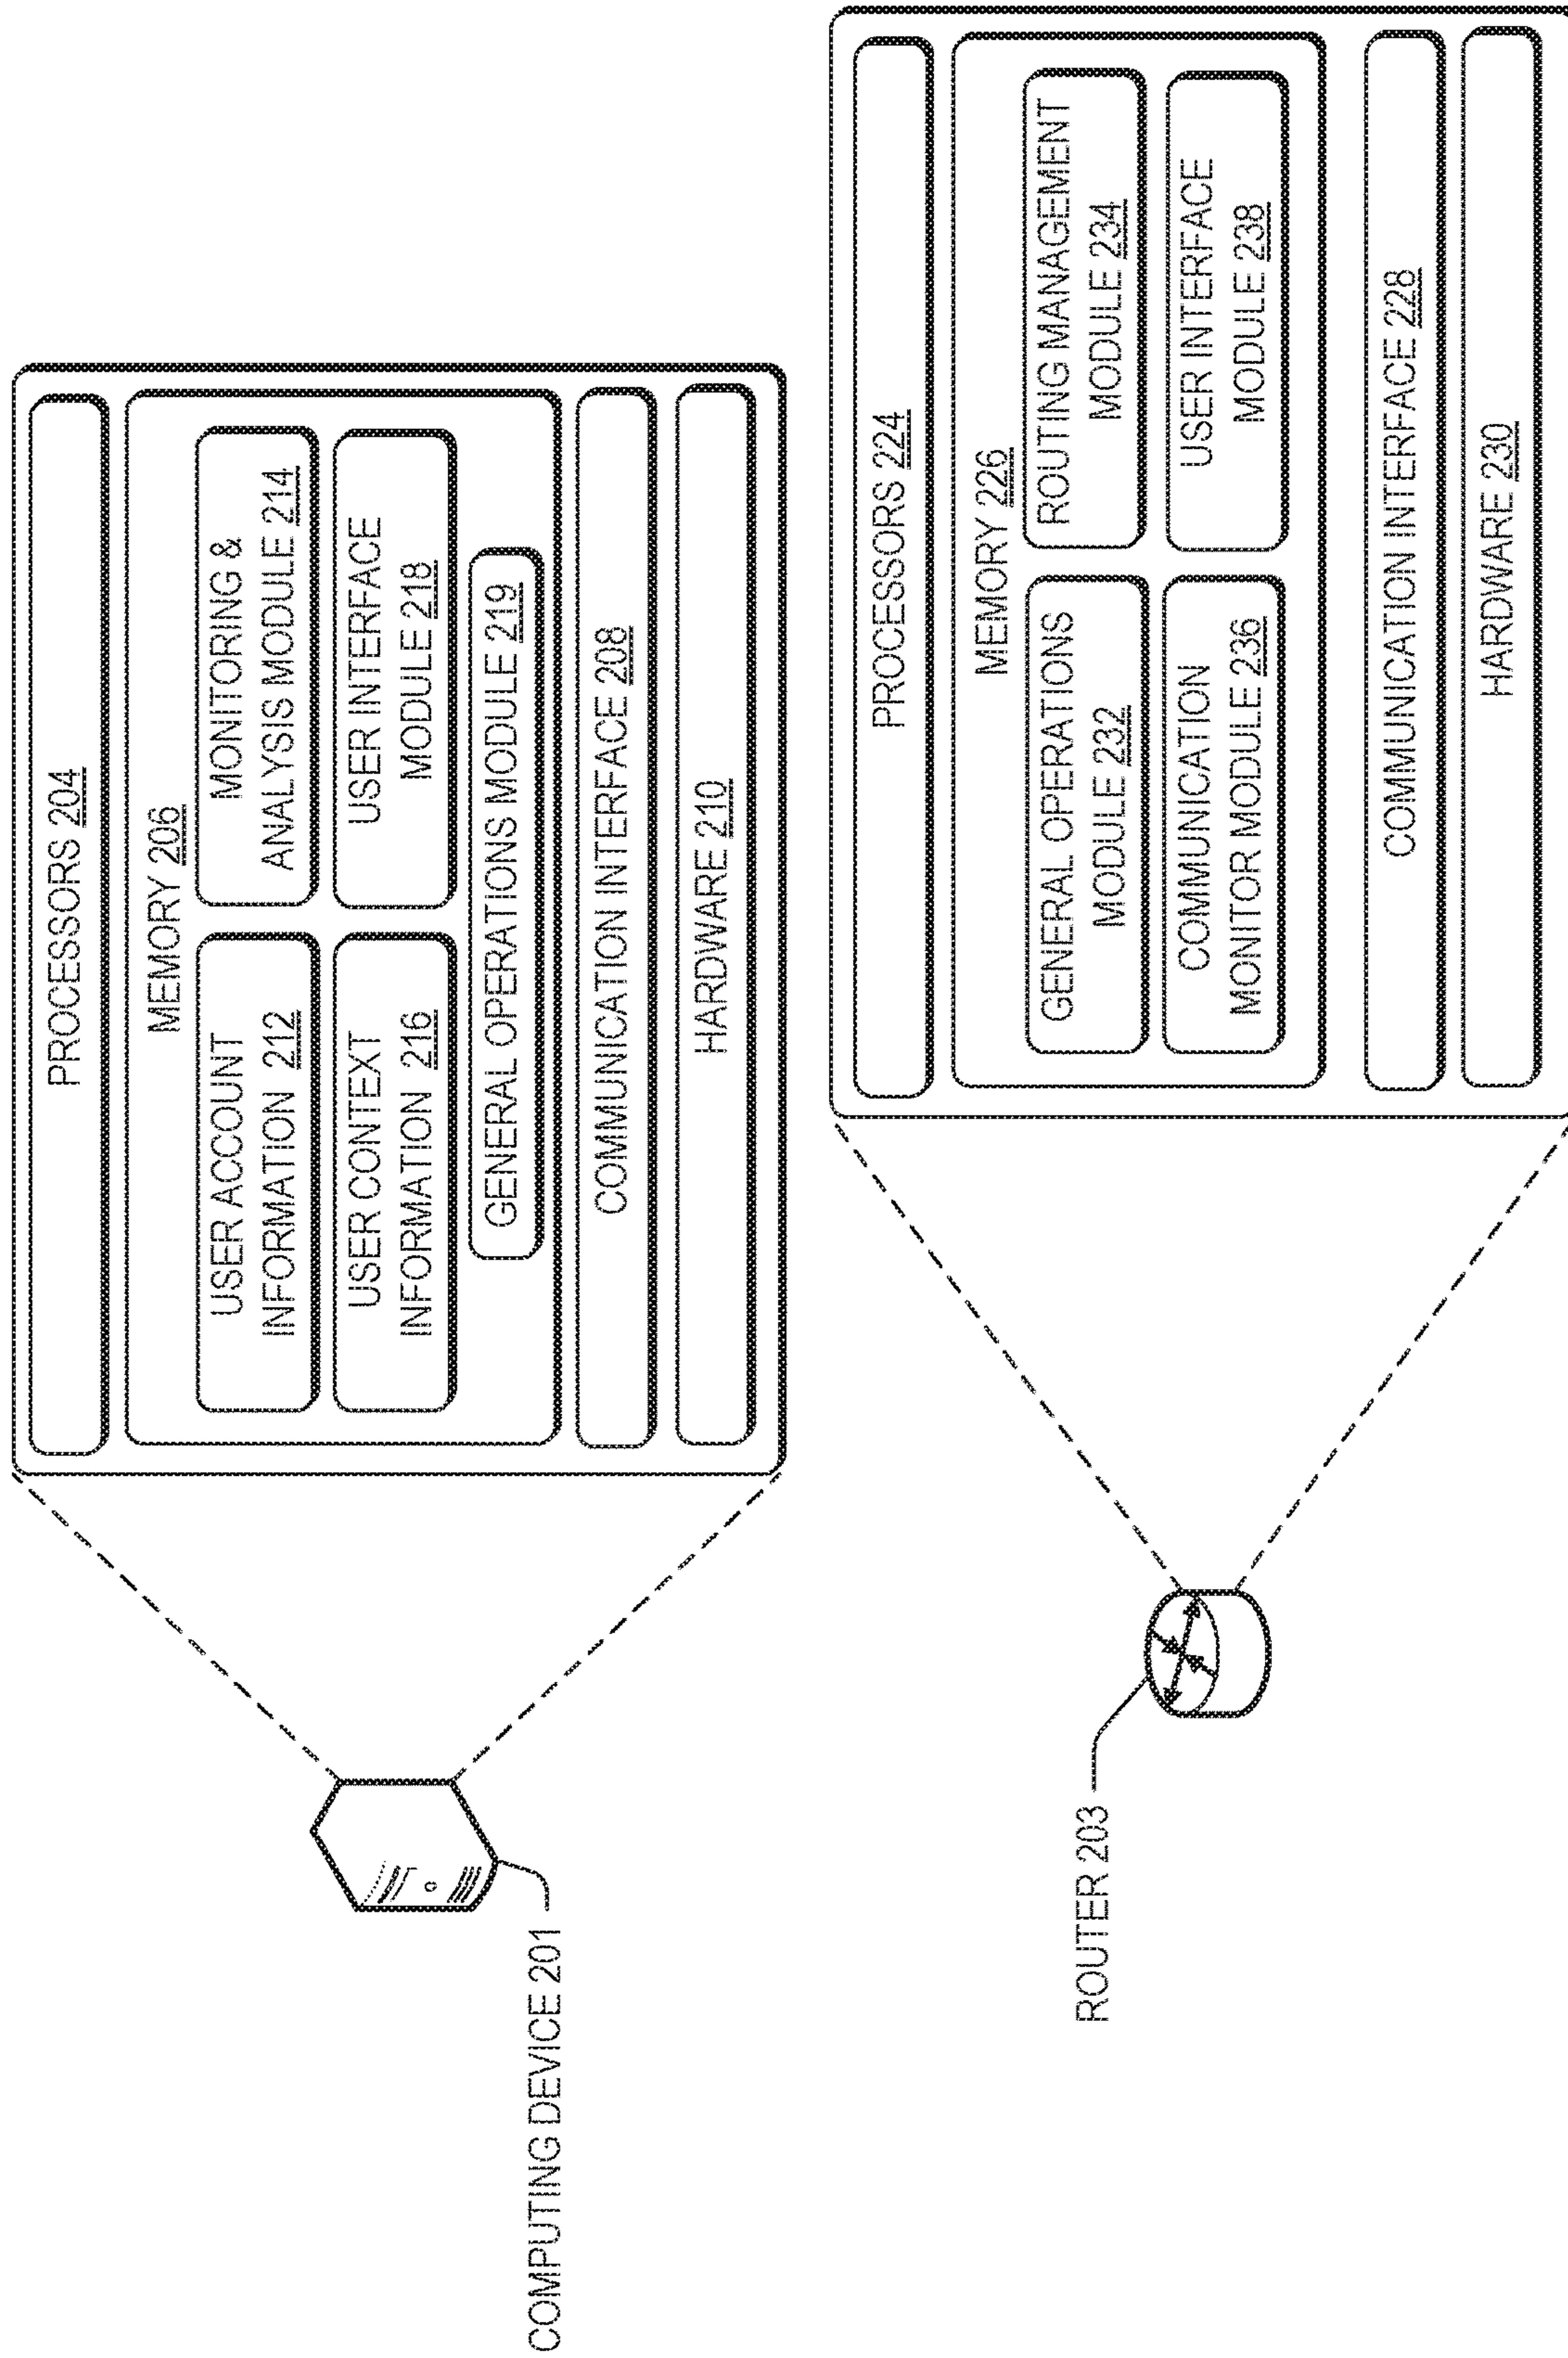 COMPUTING DEVICE 201
PROCESSORS 204
MEMORY 206
USER ACCOUNT
INFORMATION 212
MONITORING &
ANALYSIS MODULE 214
USER CONTEXT
INFORMATION 216
USER INTERFACE
MODULE 218
GENERAL OPERATIONS MODULE 219
COMMUNICATION INTERFACE 208
HARDWARE 210
ROUTER 203
PROCESSORS 224
MEMORY 226
GENERAL OPERATIONS
MODULE 232
ROUTING MANAGEMENT
MODULE 234
COMMUNICATION
MONITOR MODULE 236
USER INTERFACE
MODULE 238
COMMUNICATION INTERFACE 228
HARDWARE 230